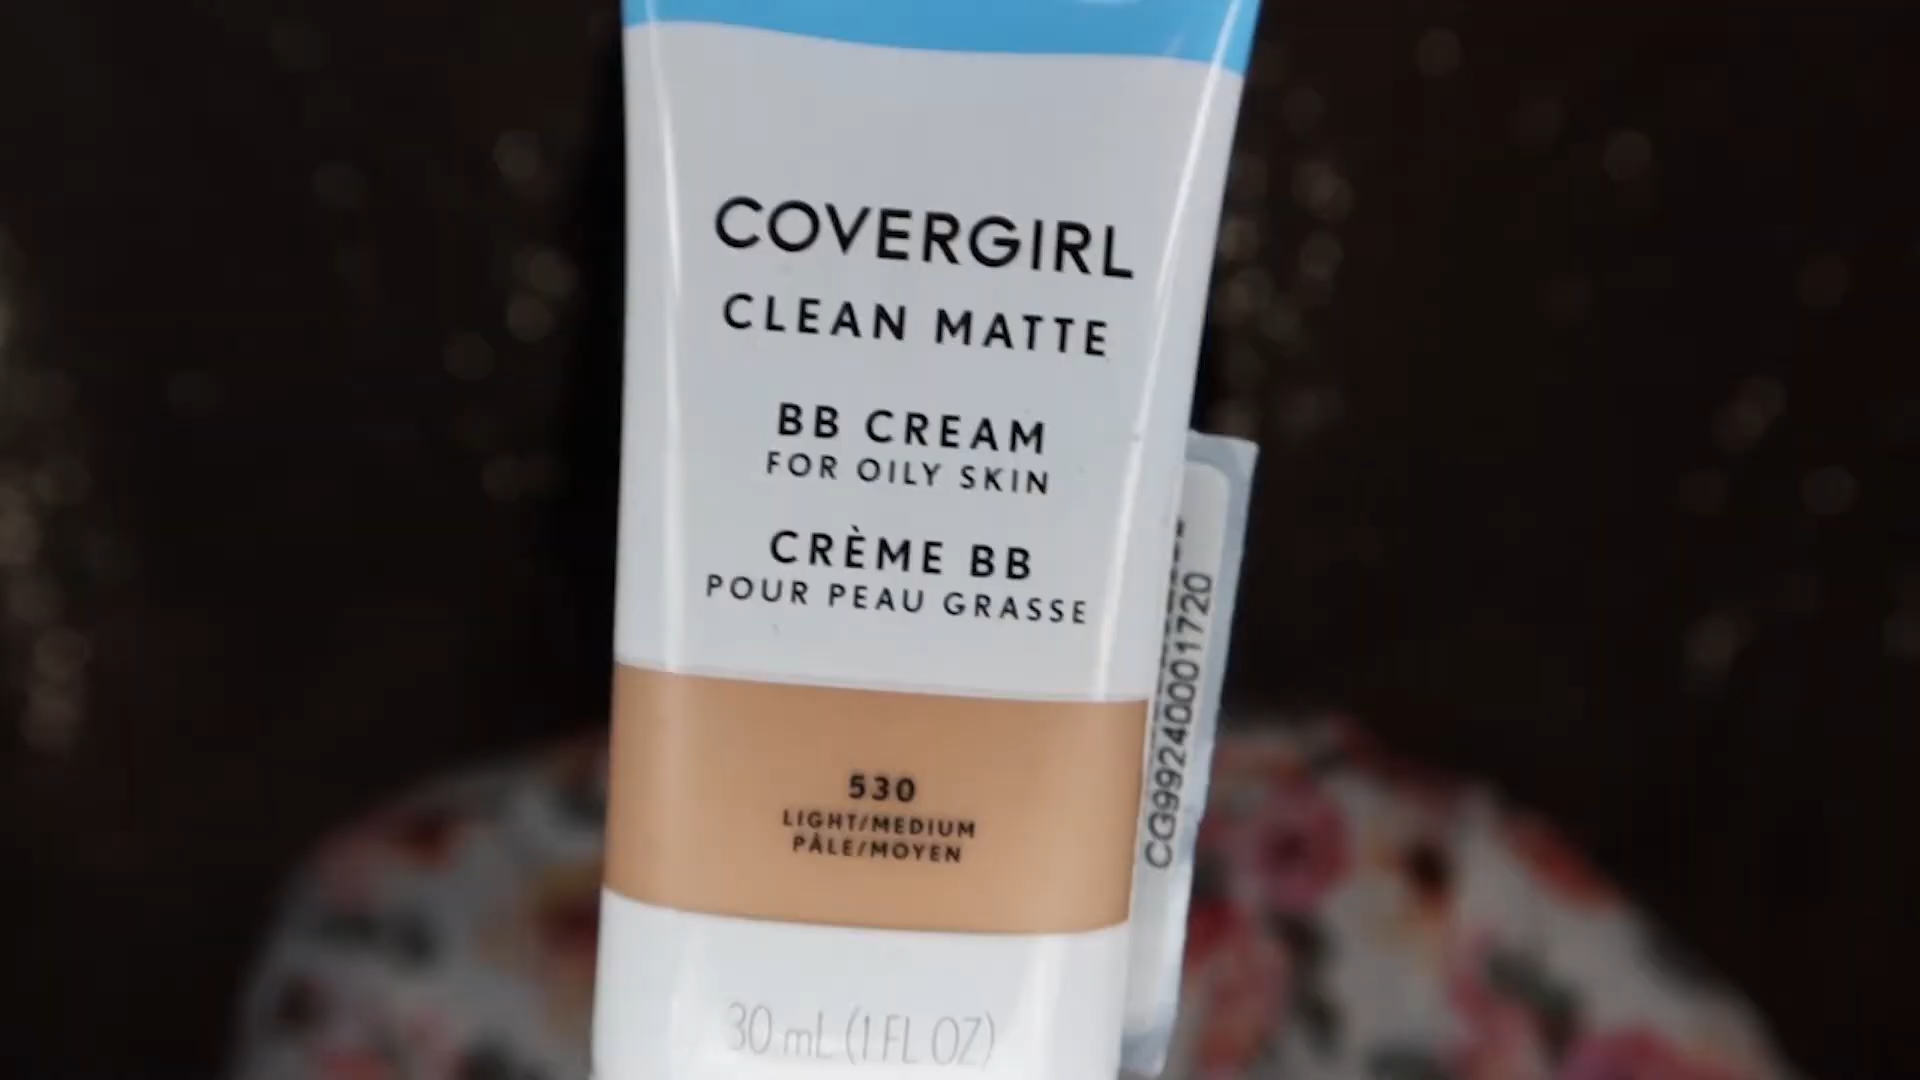 COVERGIRL
CLEAN MATTE
BB CREAM
FOR OILY SKIN
CRÈME BB
POUR PEAU GRASSE
530
LIGHT/MEDIUM
PÂLE/MOYEN
30 mL (1 FL OZ)
CG99240001720